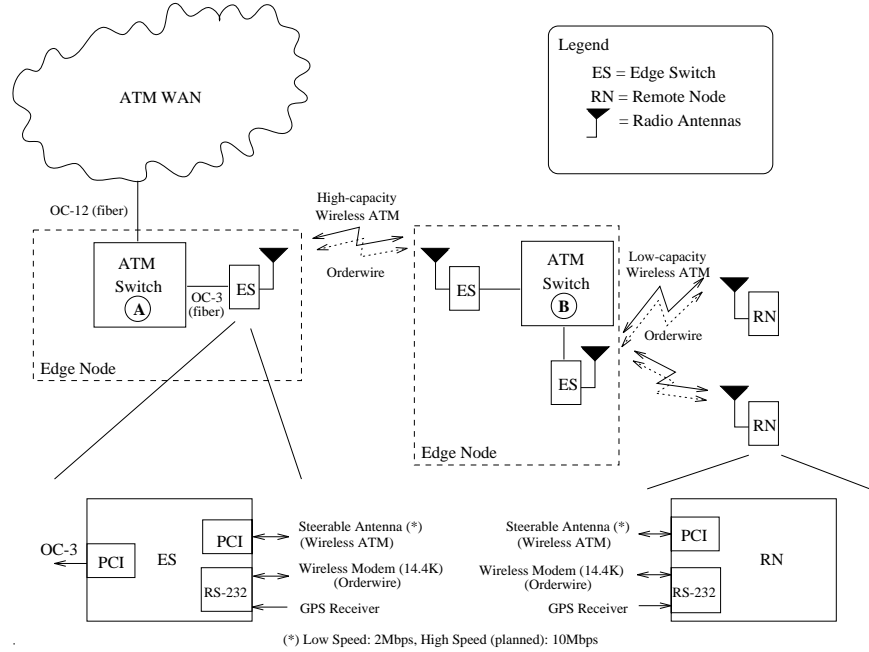 ATM WAN
Legend
ES = Edge Switch
RN = Remote Node
= Radio Antennas
OC-12 (fiber)
High-capacity
Wireless ATM
Orderwire
ATM
Switch
A
OC-3
(fiber)
ES
Edge Node
ES
ATM
Switch
B
ES
Edge Node
Low-capacity
Wireless ATM
Orderwire
RN
RN
OC-3
PCI
ES
PCI
RS-232
Steerable Antenna (*)
(Wireless ATM)
Wireless Modem (14.4K)
(Orderwire)
GPS Receiver
Steerable Antenna (*)
(Wireless ATM)
Wireless Modem (14.4K)
(Orderwire)
GPS Receiver
PCI
RS-232
RN
(*) Low Speed: 2Mbps, High Speed (planned): 10Mbps